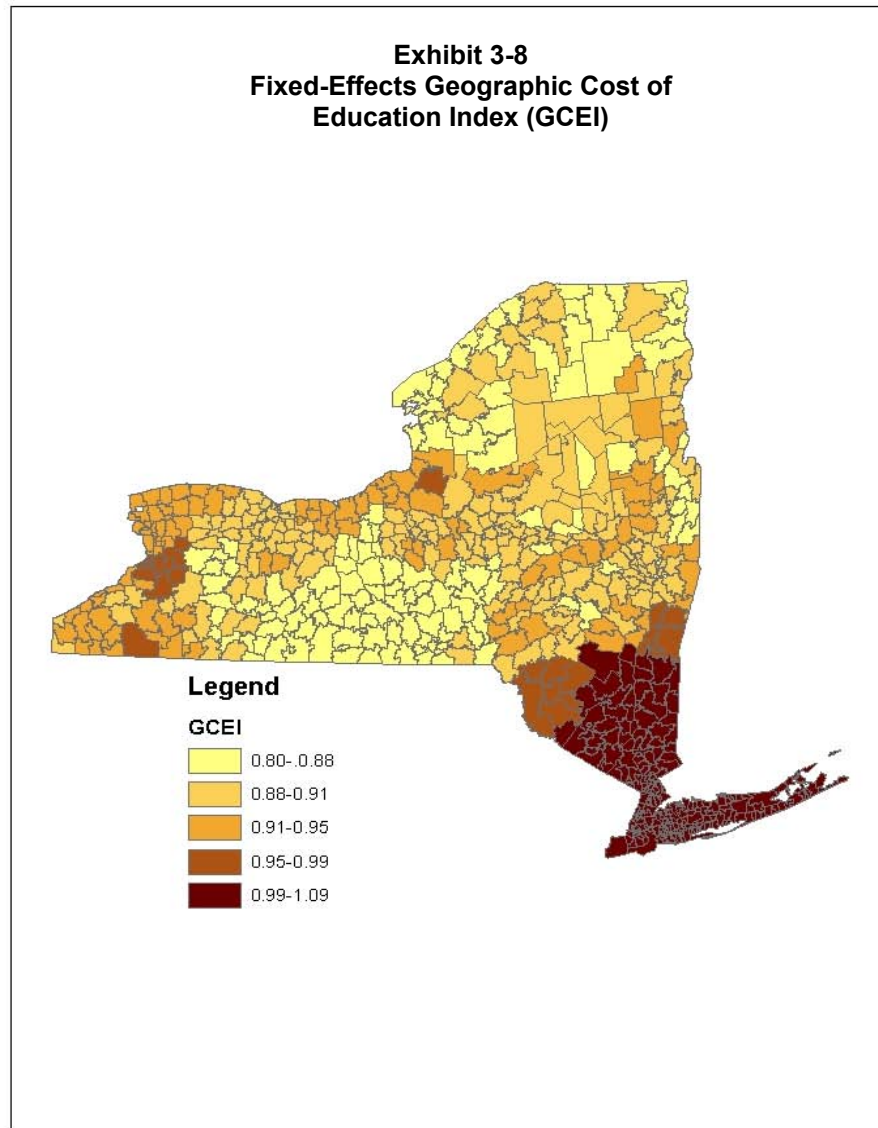 Exhibit 3-8
Fixed-Effects Geographic Cost of
Education Index (GCEI)
Legend
GCEI
0.80-.0.88
0.88-0.91
0.91-0.95
0.95-0.99
0.99-1.09